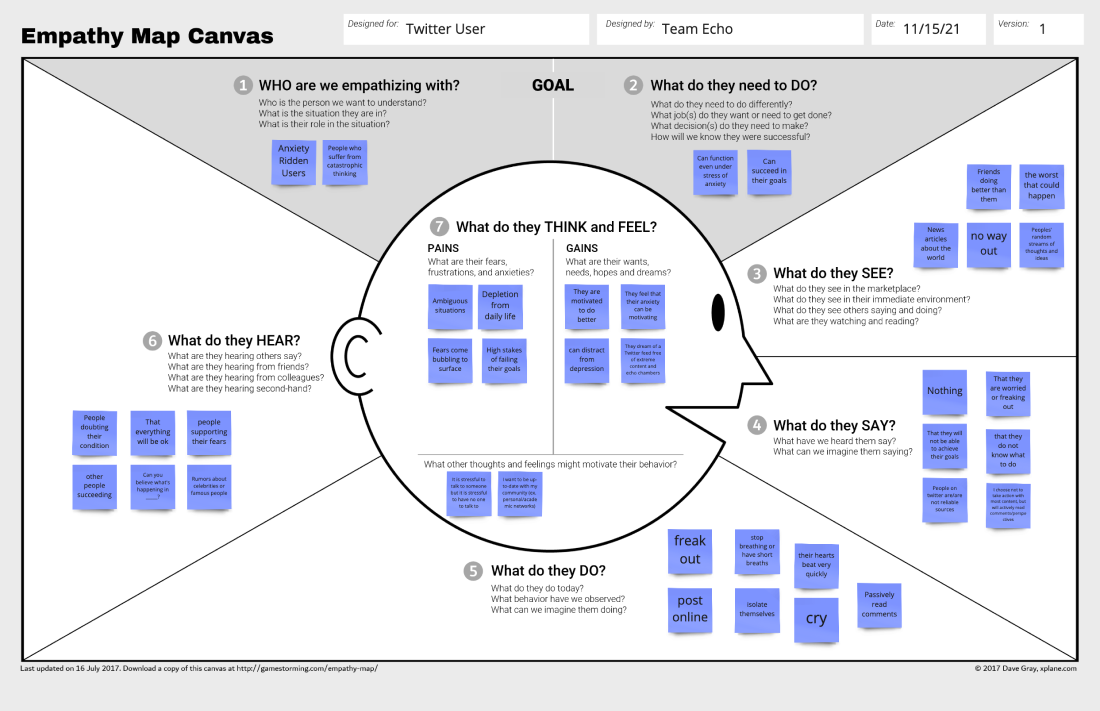 Empathy Map Canvas
Designed for: Twitter User
Designed by: Team Echo
Date: 11/15/21
Version: 1
1 WHO are we empathizing with?
Who is the person we want to understand?
What is the situation they are in?
What is their role in the situation?
Anxiety
Ridden
Users
People who
suffer from
catastrophic
thinking
GOAL
2 What do they need to DO?
What do they need to do differently?
What job(s) do they want or need to get done?
What decision(s) do they need to make?
How will we know they were successful?
Can function
even under
stress of
anxiety
Can
succeed in
their goals
Friends
doing
better than
them
the worst
that could
happen
News
articles
about the
world
no way
out
Peoples'
random
streams of
thoughts and
ideas
3 What do they SEE?
What do they see in the marketplace?
What do they see in their immediate environment?
What do they see others saying and doing?
What are they watching and reading?
4 What do they SAY?
What have we heard them say?
What can we imagine them saying?
Nothing
That they
are worried
or freaking
out
That they will
not be able
to achieve
their goals
that they
do not
know what
to do
People on
twitter are/are
not reliable
sources
I choose not to
take action with
most content, but
will actively read
5 What do they DO?
What do they do today?
What behavior have we observed?
What can we imagine them doing?
freak
out
stop
breathing or
have short
breaths
their hearts
beat very
quickly
post
online
Isolate
themselves
cry
Passively
read
comments
6 What do they HEAR?
What are they hearing others say?
What are they hearing from friends?
What are they hearing from colleagues?
What are they hearing second-hand?
People
doubting
their
condition
That
everything
will be ok
people
supporting
their fears
other
people
succeeding
Can you
believe what's
happening in
____?
Rumors about
celebrities or
famous people
7 What do they THINK and FEEL?
PAINS
What are their fears,
frustrations, and anxieties?
Ambiguous
situations
Depletion
from
daily life
Fears come
bubbling to
surface
High stakes
of failing
their goals
GAINS
What are their wants,
needs, hopes and dreams?
They are
motivated
to do
better
They feel that
their anxiety
can be
motivating
can distract
from
depression
They dream of a
Twitter feed free
of extreme
content and
echo chambers
What other thoughts and feelings might motivate their behavior?
It is stressful to
talk to someone
but it is stressful
to have no one
to talk to
I want to be up-
to-date with my
community (ex.
personal/acade
mic networks)
Last updated on 16 July 2017. Download a copy of this canvas at http://gamestorming.com/empathy-map/
© 2017 Dave Gray, xplane.com